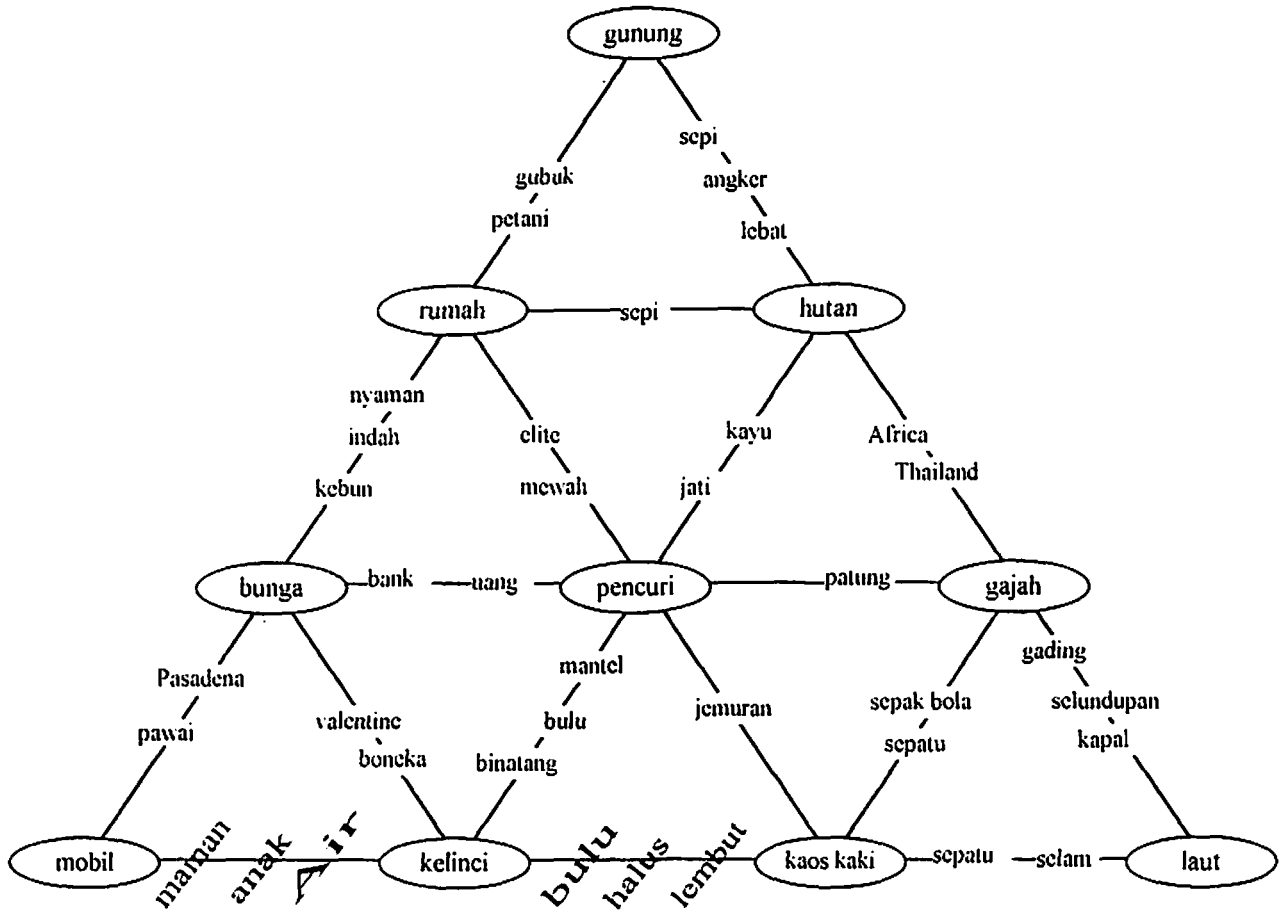 gunung
sepi
gubuk
angker
petani
lebat
rumah
sepi
hutan
nyaman
indah
elite
kayu
Africa
kebun
mewah
jati
Thailand
bunga
bank
uang
pencuri
patung
gajah
Pasadena
mantel
gading
pawai
valentine
bulu
jemuran
sepak bola
selundupan
boneka
binatang
sepatu
kapal
mobil
maman
anak
Air
kelinci
bulu
halus
lembut
kaos kaki
sepatu
selam
laut